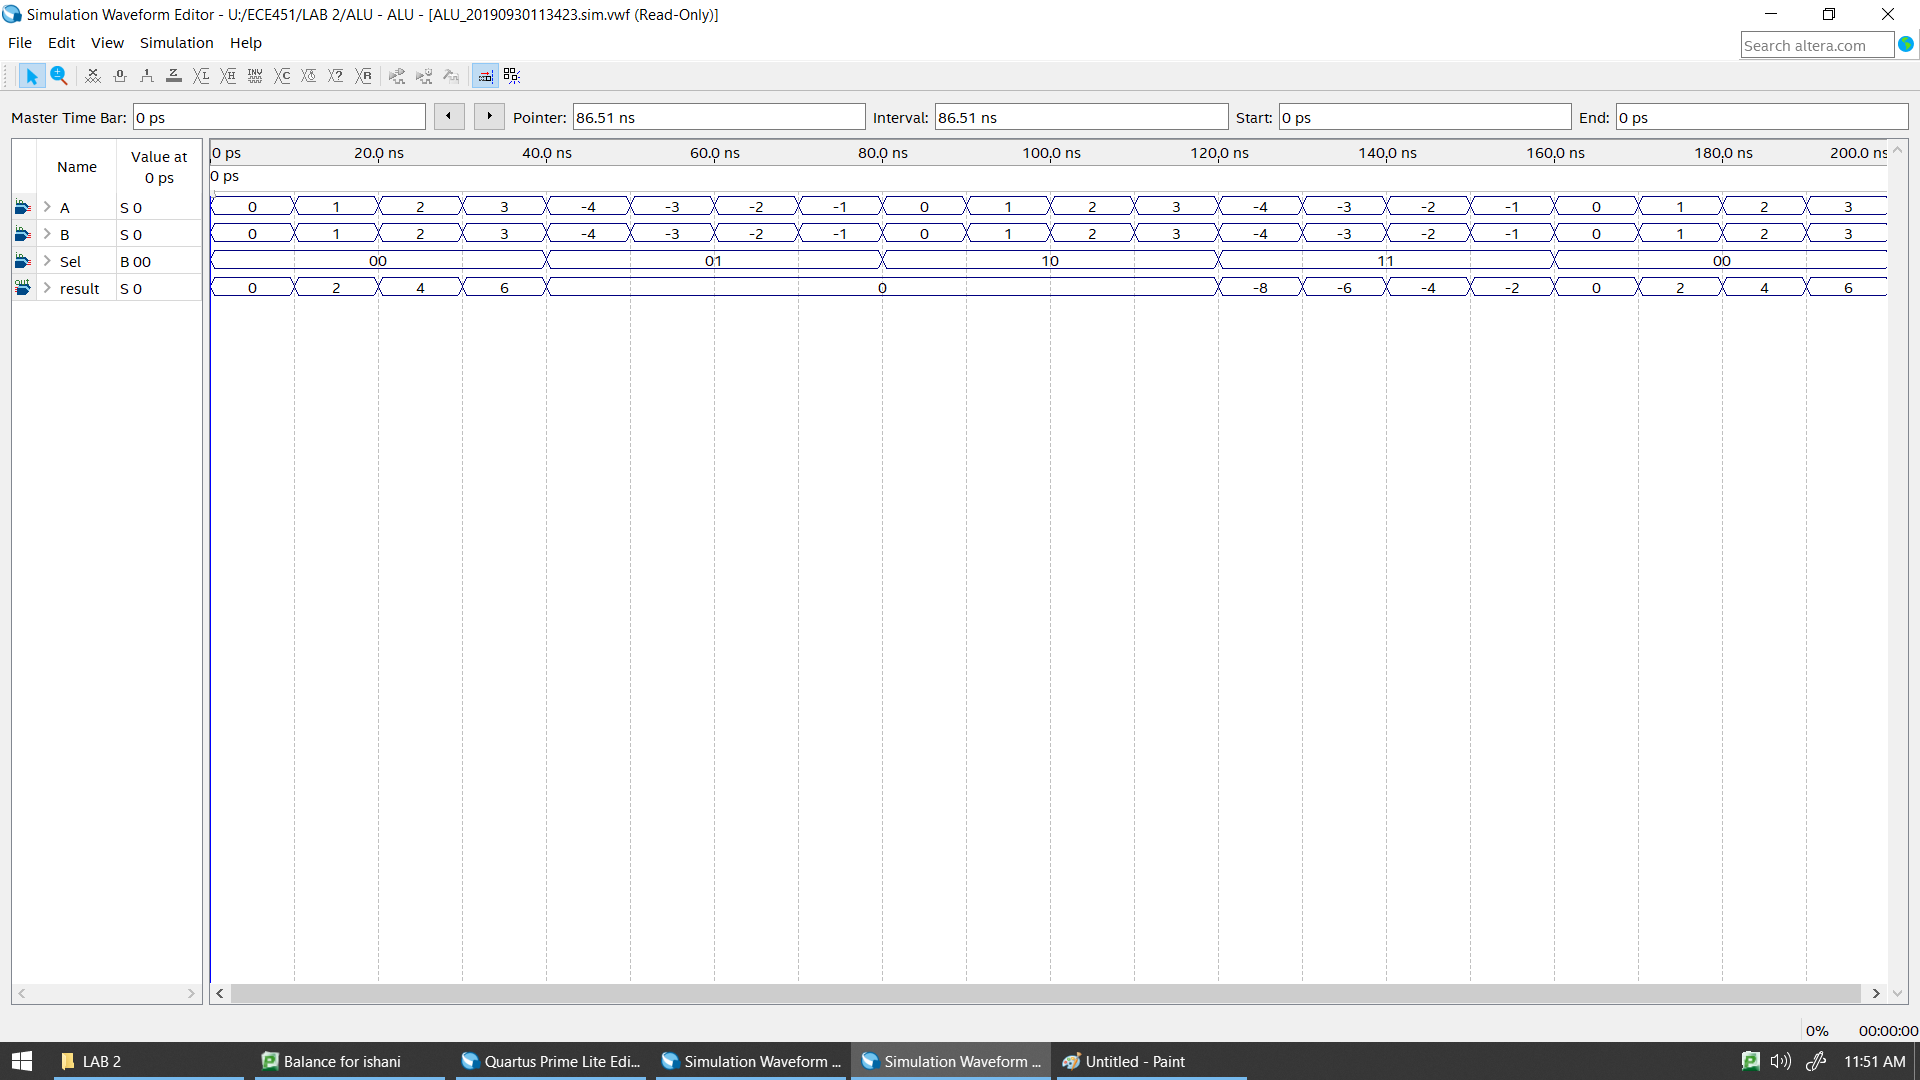 Simulation Waveform Editor - U:/ECE451/LAB 2/ALU - ALU - [ALU_20190930113423.sim.vwf (Read-Only)]
File Edit View Simulation Help
Search altera.com
Master Time Bar: 0 ps Pointer: 86.51 ns Interval: 86.51 ns Start: 0 ps End: 0 ps
Name Value at 0 ps
0 ps 20.0 ns 40.0 ns 60.0 ns 80.0 ns 100.0 ns 120.0 ns 140.0 ns 160.0 ns 180.0 ns 200.0 ns
0 ps
A S 0 0 1 2 3 -4 -3 -2 -1 0 1 2 3 -4 -3 -2 -1 0 1 2 3
B S 0 0 1 2 3 -4 -3 -2 -1 0 1 2 3 -4 -3 -2 -1 0 1 2 3
Sel B 00 00 01 10 11 00
result S 0 0 2 4 6 0 -8 -6 -4 -2 0 2 4 6
0% 00:00:00
LAB 2 Balance for ishani Quartus Prime Lite Edi... Simulation Waveform ... Simulation Waveform ... Untitled - Paint 11:51 AM